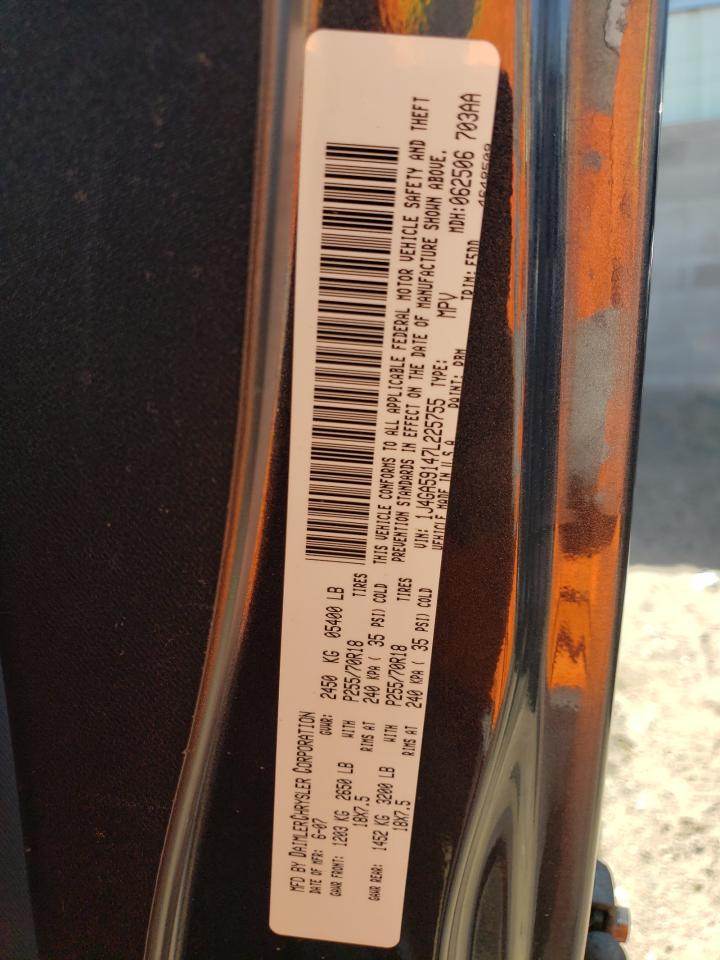 MFD BY DAIMLERCHRYSLER CORPORATION
DATE OF MFR: 6-07 GVWR: 2450 KG 05400 LB
GAWR FRONT: 1203 KG 2650 LB WITH P255/70R18 TIRES
18X7.5 RIMS AT 240 KPA ( 35 PSI) COLD
GAWR REAR: 1452 KG 3200 LB WITH P255/70R18 TIRES
18X7.5 RIMS AT 240 KPA ( 35 PSI) COLD
THIS VEHICLE CONFORMS TO ALL APPLICABLE FEDERAL MOTOR VEHICLE SAFETY AND THEFT
PREVENTION STANDARDS IN EFFECT ON THE DATE OF MANUFACTURE SHOWN ABOVE.
VIN: 1J4GA59147L225755 TYPE: MPV MDH:062506 703AA
VEHICLE MADE IN U.S.A PAINT: TRIM: